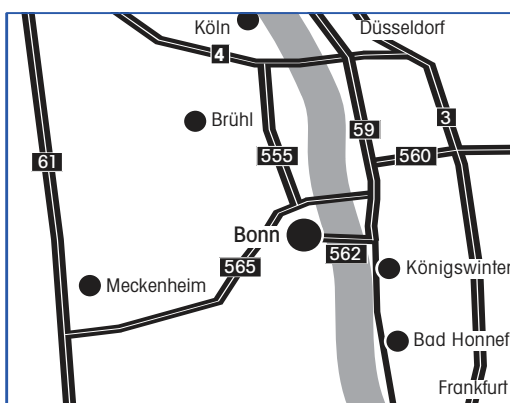 Köln
Düsseldorf
4
3
Brühl
59
61
555
560
Bonn
562
565
Königswinter
Meckenheim
Bad Honnef
Frankfurt